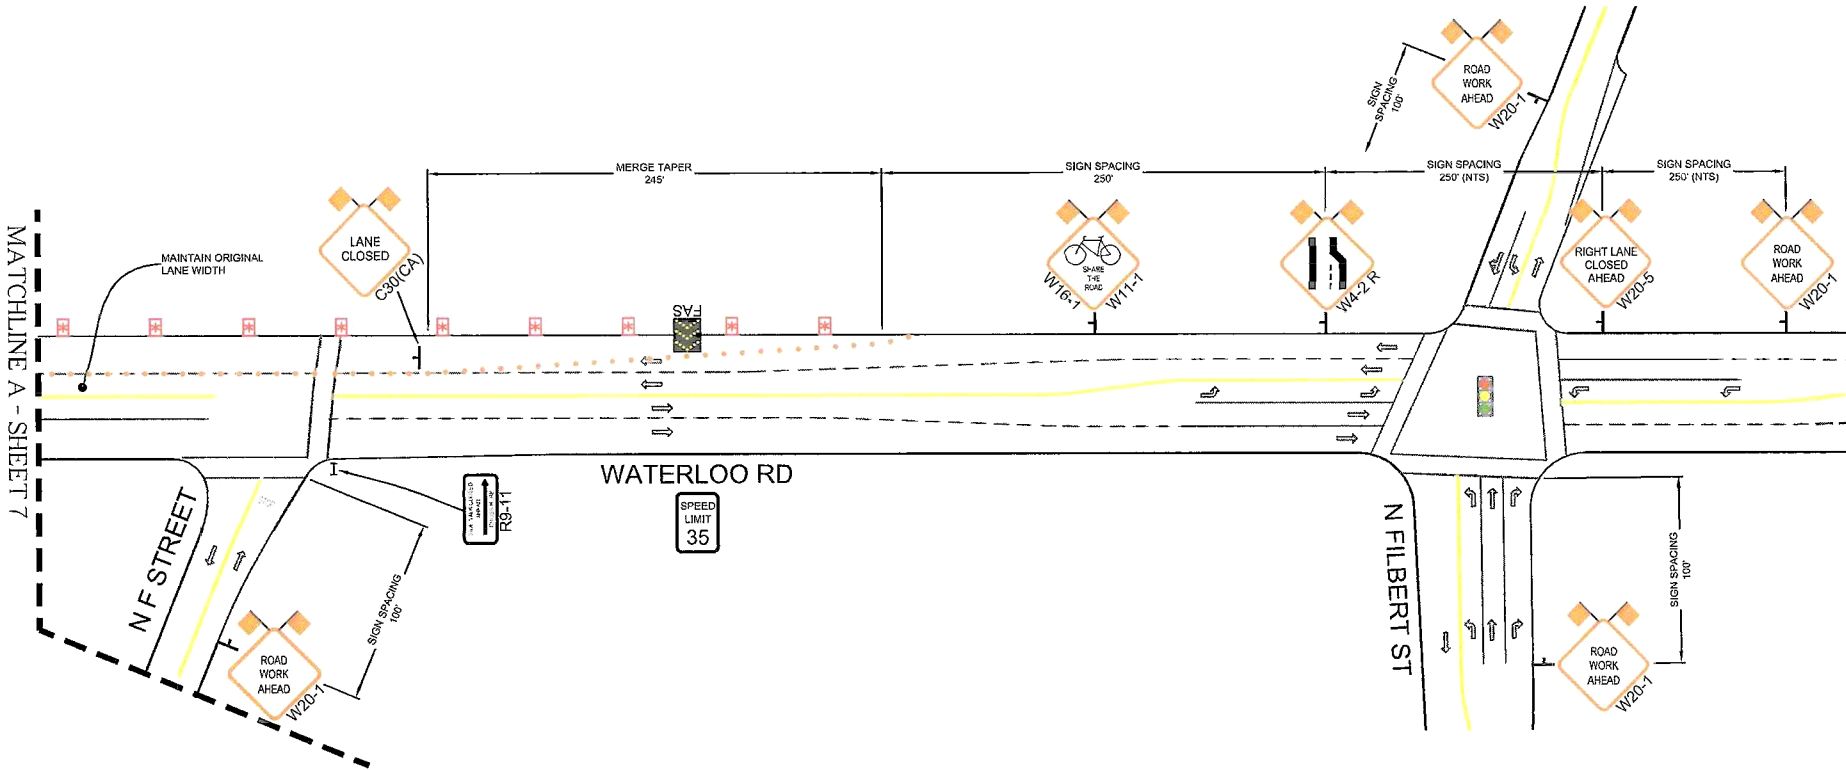 ROAD
WORK
AHEAD
W20-1
SIGN
SPACING
100'
MERGE TAPER
245'
SIGN SPACING
250'
SIGN SPACING
250' (NTS)
SIGN SPACING
250' (NTS)
MATCHLINE A - SHEET 7
MAINTAIN ORIGINAL
LANE WIDTH
LANE
CLOSED
C30(CA)
FAS
SHARE
THE
ROAD
W16-1
W11-1
W4-2 R
RIGHT LANE
CLOSED
AHEAD
W20-5
ROAD
WORK
AHEAD
W20-1
WATERLOO RD
SPEED
LIMIT
35
R9-11
N F STREET
SIGN SPACING
100'
ROAD
WORK
AHEAD
W20-1
N FILBERT ST
SIGN SPACING
100'
ROAD
WORK
AHEAD
W20-1